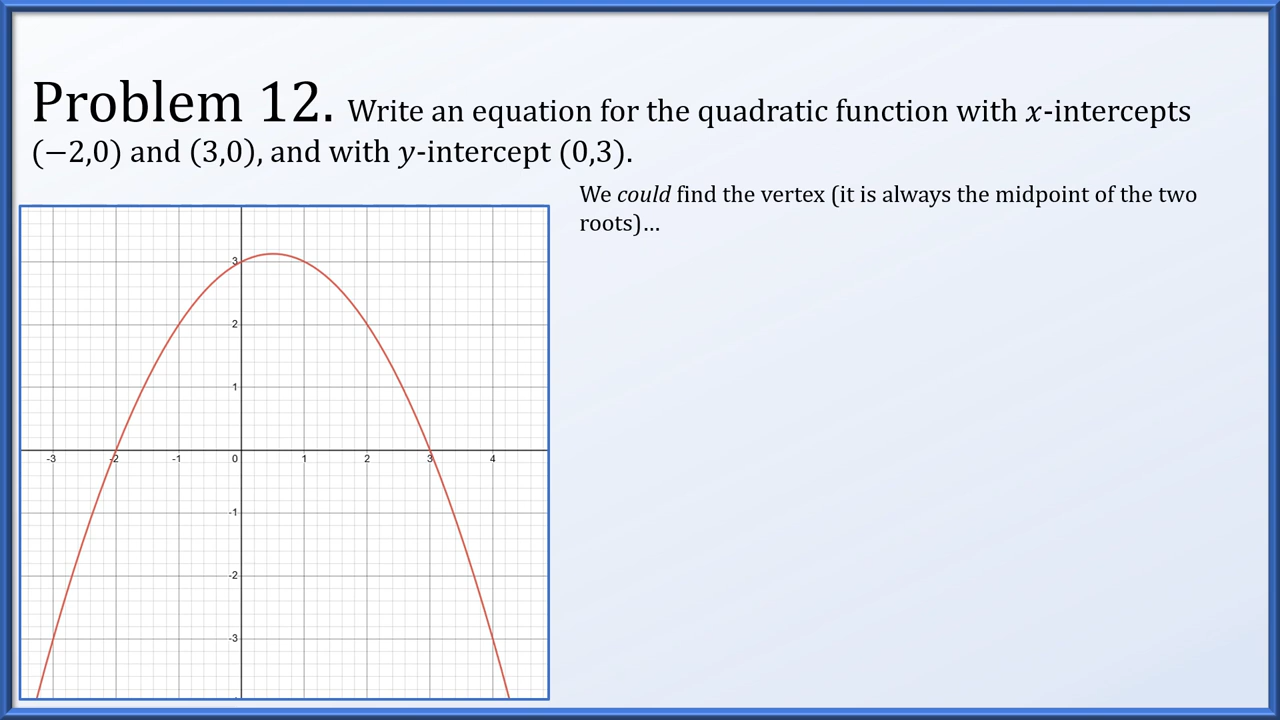 Problem 12. Write an equation for the quadratic function with x-intercepts
(−2,0) and (3,0), and with y-intercept (0,3).
We could find the vertex (it is always the midpoint of the two
roots)…
3
2
1
-3 -2 -1 0 1 2 3 4
-1
-2
-3